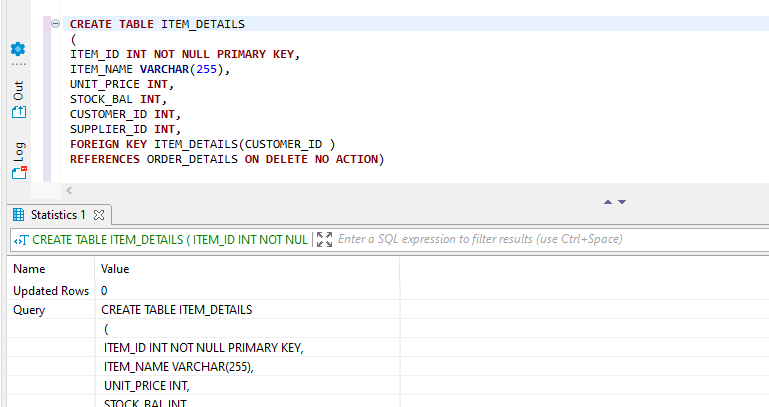 CREATE TABLE ITEM_DETAILS
(
ITEM_ID INT NOT NULL PRIMARY KEY,
ITEM_NAME VARCHAR(255),
UNIT_PRICE INT,
STOCK_BAL INT,
CUSTOMER_ID INT,
SUPPLIER_ID INT,
FOREIGN KEY ITEM_DETAILS(CUSTOMER_ID )
REFERENCES ORDER_DETAILS ON DELETE NO ACTION)
Out
Log
Statistics 1
CREATE TABLE ITEM_DETAILS ( ITEM_ID INT NOT NUL
Enter a SQL expression to filter results (use Ctrl+Space)
Name Value
Updated Rows 0
Query CREATE TABLE ITEM_DETAILS
(
ITEM_ID INT NOT NULL PRIMARY KEY,
ITEM_NAME VARCHAR(255),
UNIT_PRICE INT,
STOCK_BAL INT